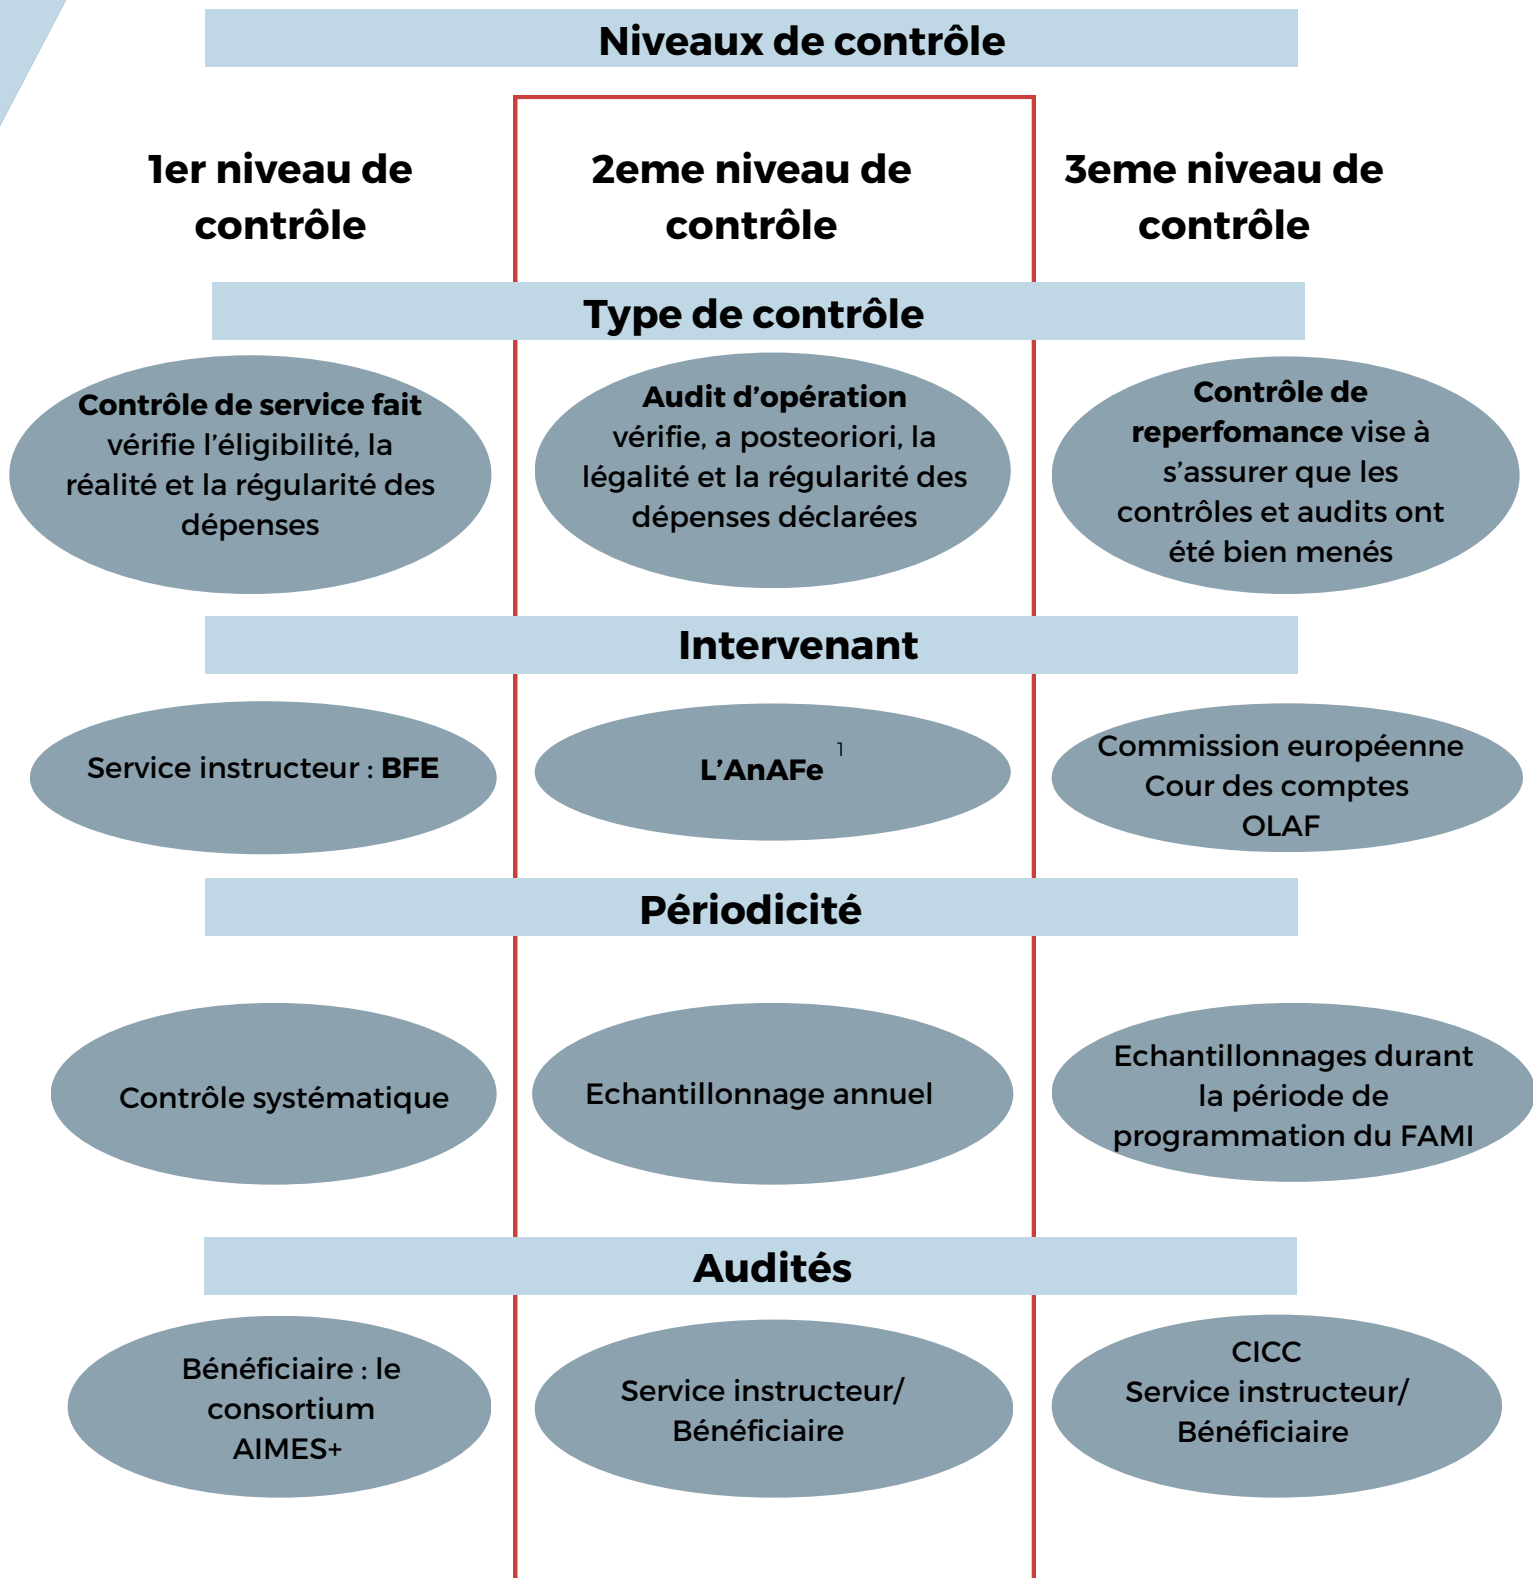 Niveaux de contrôle
1er niveau de
contrôle
2eme niveau de
contrôle
3eme niveau de
contrôle
Type de contrôle
Contrôle de service fait
vérifie l’éligibilité, la
réalité et la régularité des
dépenses
Audit d’opération
vérifie, a posteoriori, la
légalité et la régularité des
dépenses déclarées
Contrôle de
reperfomance vise à
s’assurer que les
contrôles et audits ont
été bien menés
Intervenant
Service instructeur : BFE
L’AnAFe 1
Commission européenne
Cour des comptes
OLAF
Périodicité
Contrôle systématique
Echantillonnage annuel
Echantillonnages durant
la période de
programmation du FAMI
Audités
Bénéficiaire : le
consortium
AIMES+
Service instructeur/
Bénéficiaire
CICC
Service instructeur/
Bénéficiaire